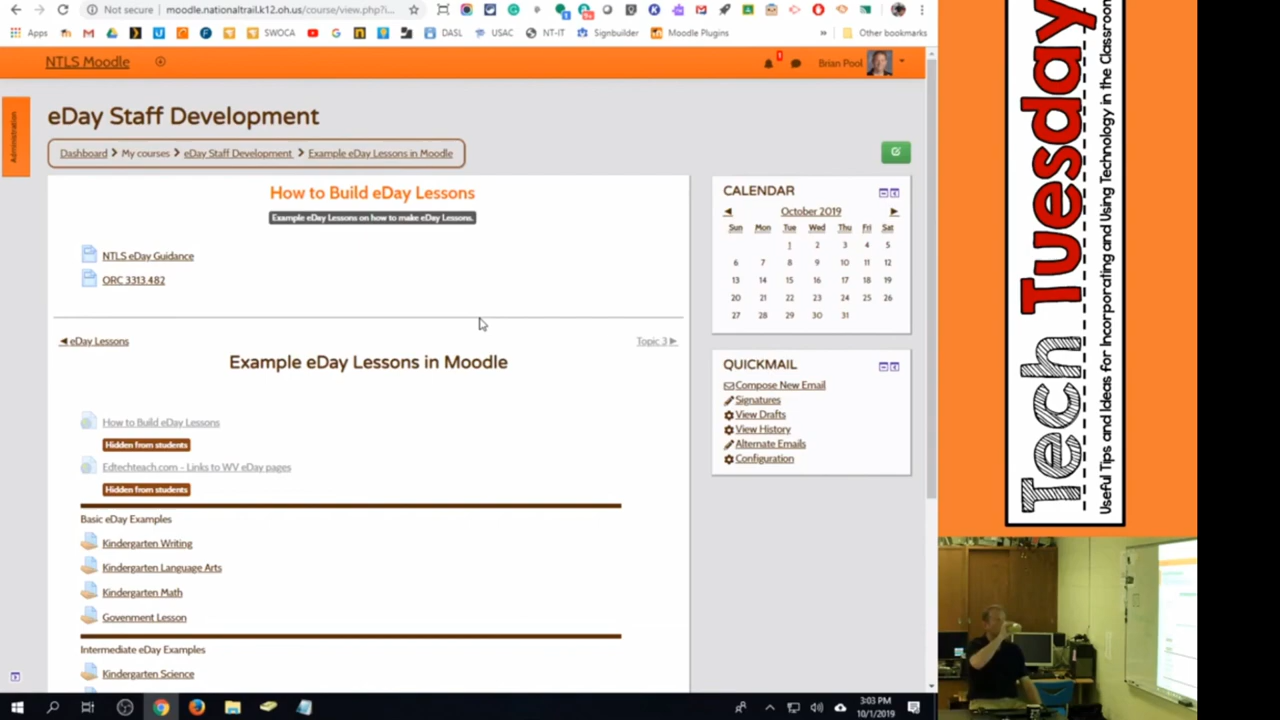 Not secure
moodle.nationaltrail.k12.oh.us/course/view.php?i...
Apps
SWOCA
DASL
USAC
NT-IT
Signbuilder
Moodle Plugins
»
Other bookmarks
NTLS Moodle
Brian Pool
Administration
eDay Staff Development
Dashboard > My courses > eDay Staff Development > Example eDay Lessons in Moodle
How to Build eDay Lessons
Example eDay Lessons on how to make eDay Lessons.
NTLS eDay Guidance
ORC 3313.482
◀ eDay Lessons
Topic 3 ▶
Example eDay Lessons in Moodle
How to Build eDay Lessons
Hidden from students
Edtechteach.com - Links to WV eDay pages
Hidden from students
Basic eDay Examples
Kindergarten Writing
Kindergarten Language Arts
Kindergarten Math
Govenment Lesson
Intermediate eDay Examples
Kindergarten Science
CALENDAR
◀ October 2019 ▶
Sun Mon Tue Wed Thu Fri Sat
1 2 3 4 5
6 7 8 9 10 11 12
13 14 15 16 17 18 19
20 21 22 23 24 25 26
27 28 29 30 31
QUICKMAIL
Compose New Email
Signatures
View Drafts
View History
Alternate Emails
Configuration
Tech Tuesday
Useful Tips and Ideas for Incorporating and Using Technology in the Classroom
3:03 PM
10/1/2019